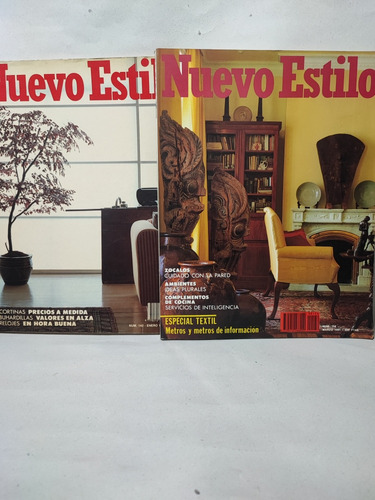 Nuevo Estilo
CORTINAS PRECIOS A MEDIDA
BUHARDILLAS VALORES EN ALZA
RELOJES EN HORA BUENA
Nuevo Estilo
ZOCALOS
CUIDADO CON LA PARED
AMBIENTES
IDEAS PLURALES
COMPLEMENTOS
DE COCINA
SERVICIOS DE INTELIGENCIA
ESPECIAL TEXTIL
Metros y metros de información